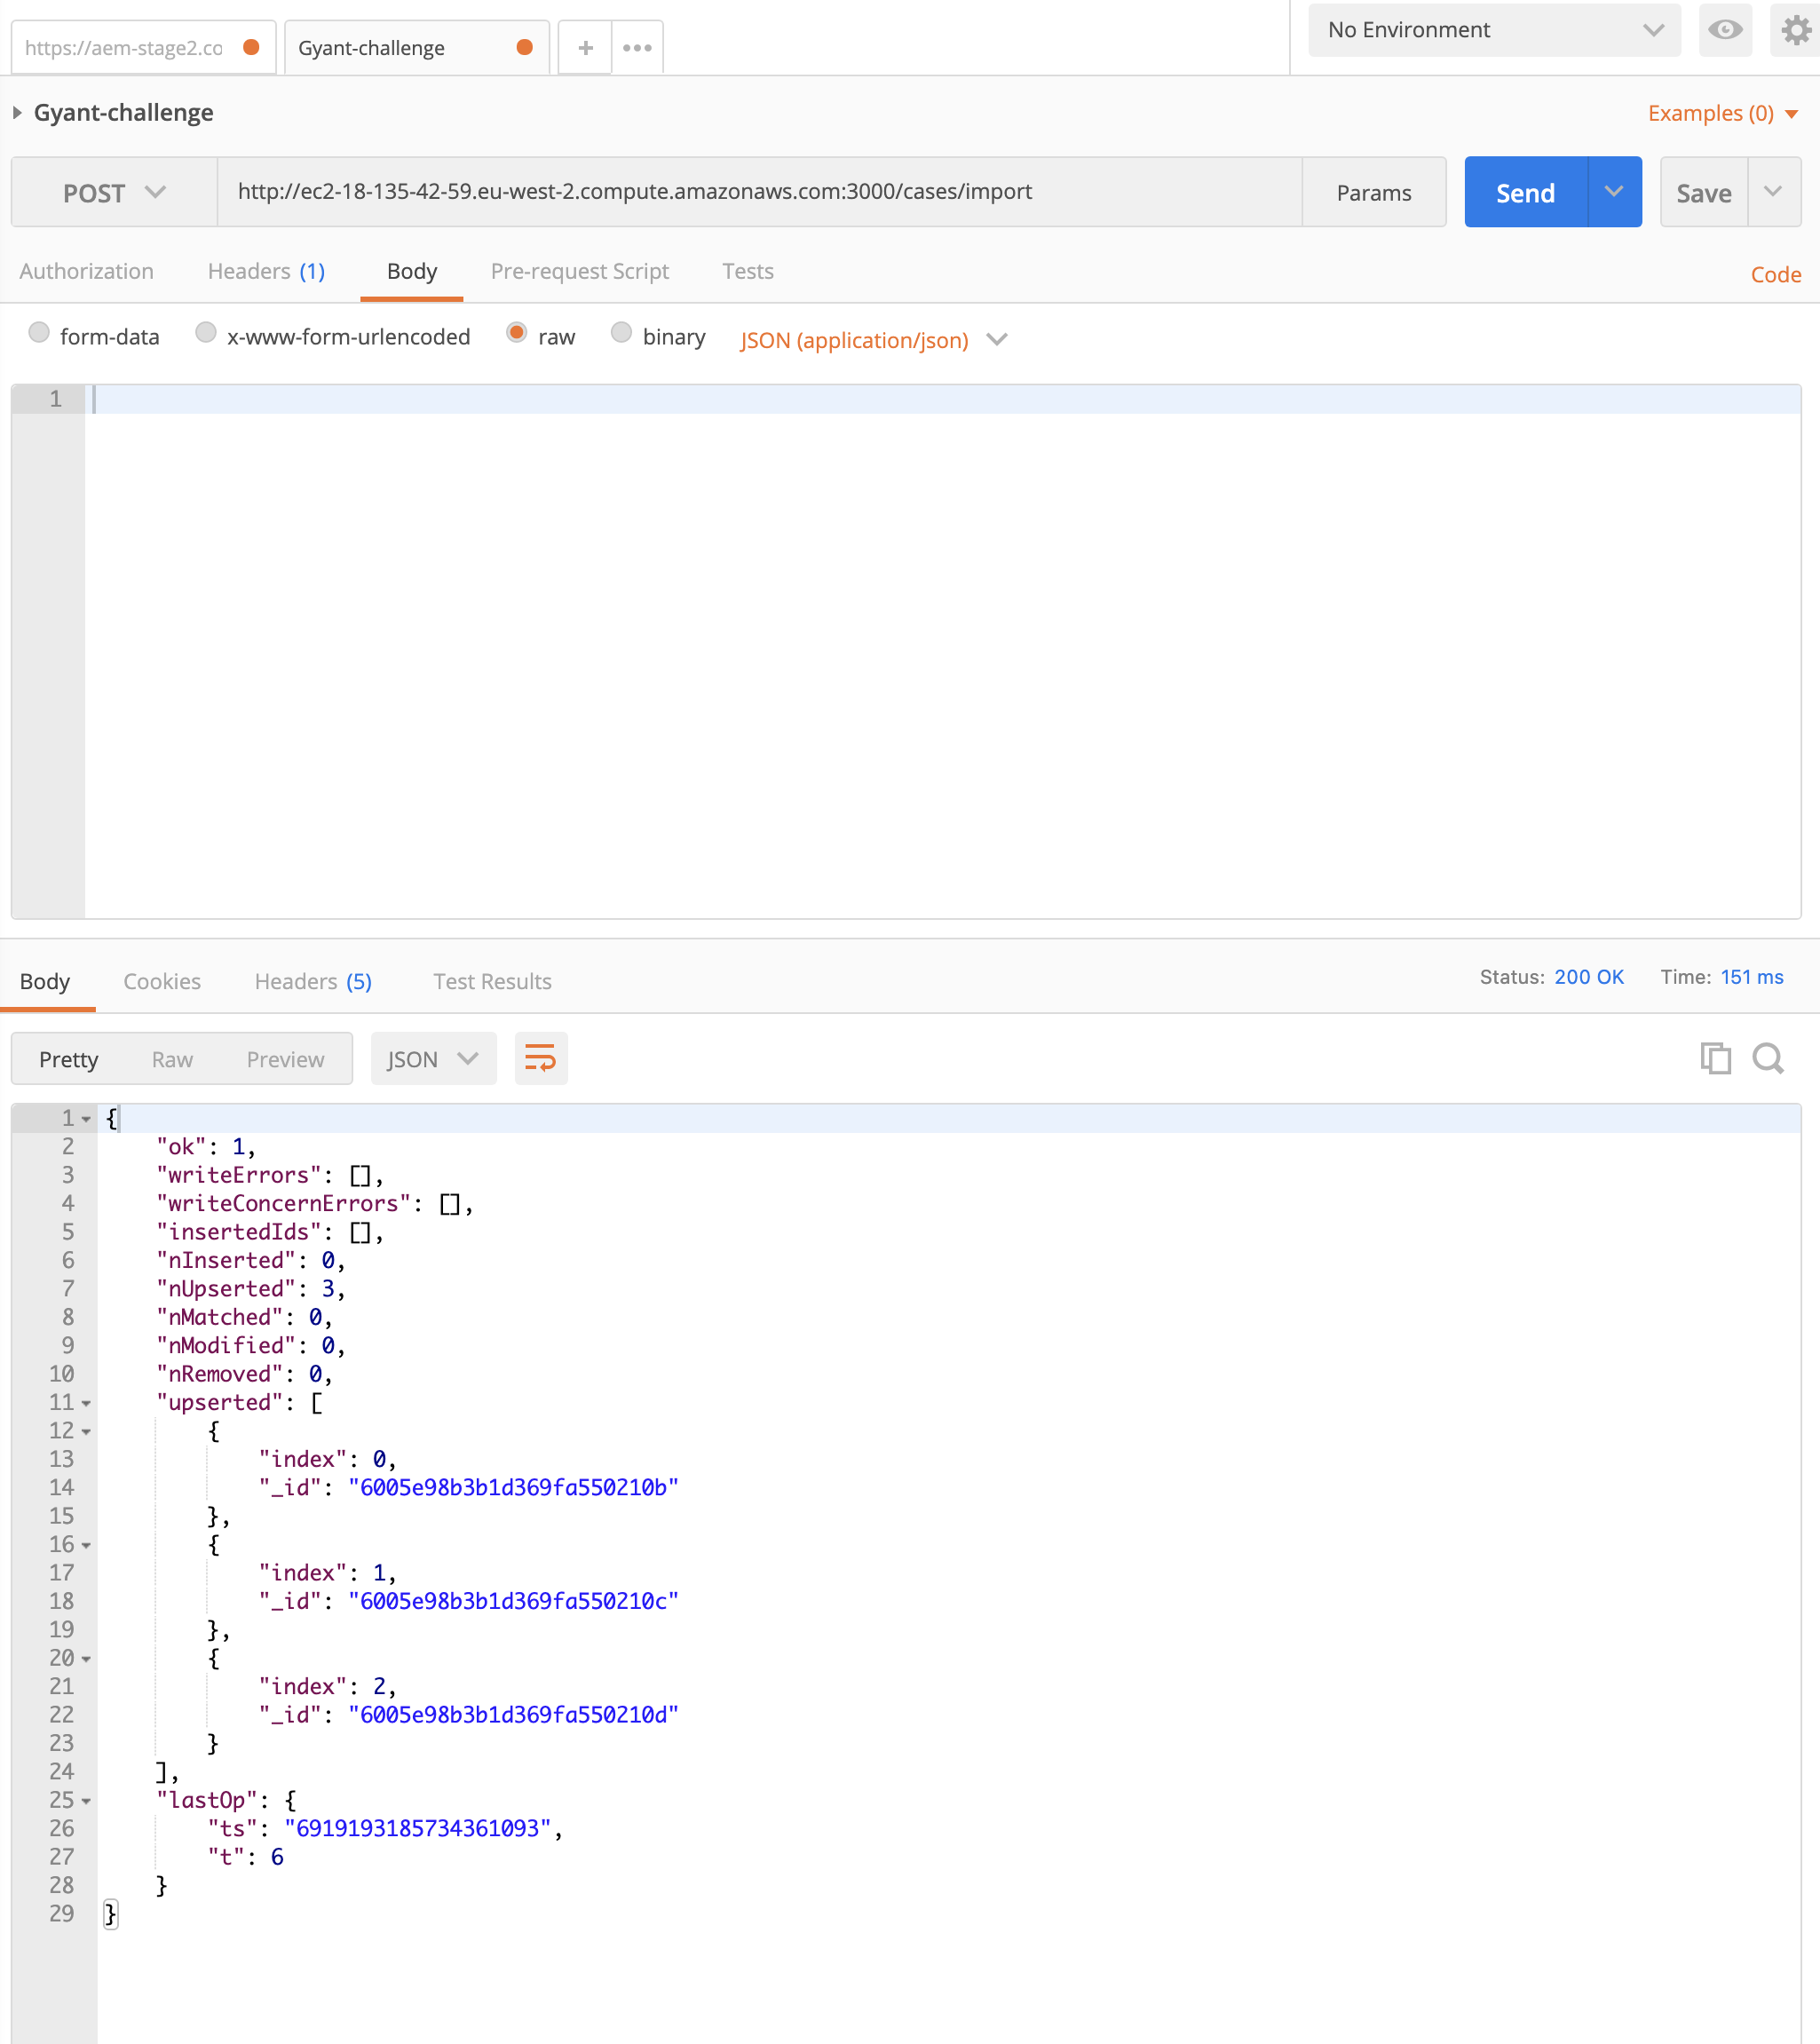 https://aem-stage2.co
Gyant-challenge
+
No Environment
Gyant-challenge
Examples (0)
POST
http://ec2-18-135-42-59.eu-west-2.compute.amazonaws.com:3000/cases/import
Params
Send
Save
Authorization Headers (1) Body Pre-request Script Tests Code
form-data x-www-form-urlencoded raw binary JSON (application/json)
1
Body Cookies Headers (5) Test Results Status: 200 OK Time: 151 ms
Pretty Raw Preview JSON
1 {
2 "ok": 1,
3 "writeErrors": [],
4 "writeConcernErrors": [],
5 "insertedIds": [],
6 "nInserted": 0,
7 "nUpserted": 3,
8 "nMatched": 0,
9 "nModified": 0,
10 "nRemoved": 0,
11 "upserted": [
12 {
13 "index": 0,
14 "_id": "6005e98b3b1d369fa550210b"
15 },
16 {
17 "index": 1,
18 "_id": "6005e98b3b1d369fa550210c"
19 },
20 {
21 "index": 2,
22 "_id": "6005e98b3b1d369fa550210d"
23 }
24 ],
25 "lastOp": {
26 "ts": "6919193185734361093",
27 "t": 6
28 }
29 }